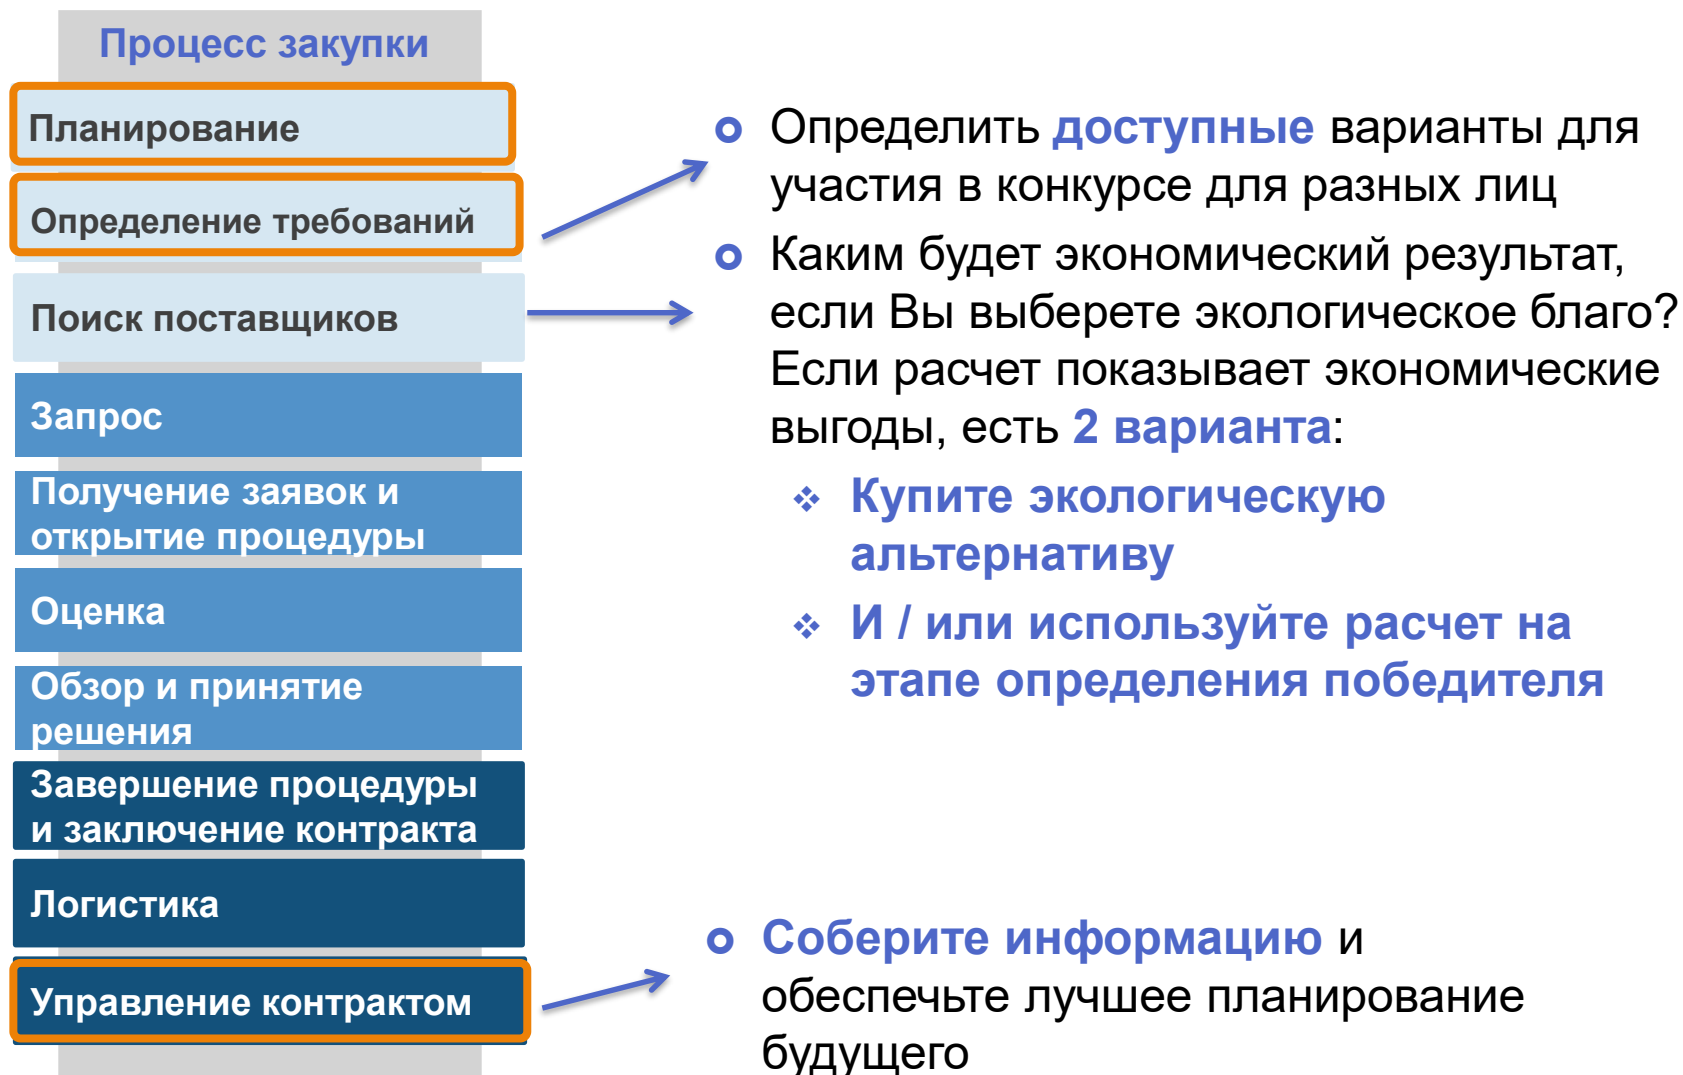 Процесс закупки
Планирование
Определение требований
Поиск поставщиков
Запрос
Получение заявок и
открытие процедуры
Оценка
Обзор и принятие
решения
Завершение процедуры
и заключение контракта
Логистика
Управление контрактом
Определить доступные варианты для
участия в конкурсе для разных лиц
Каким будет экономический результат,
если Вы выберете экологическое благо?
Если расчет показывает экономические
выгоды, есть 2 варианта:
Купите экологическую
альтернативу
И / или используйте расчет на
этапе определения победителя
Соберите информацию и
обеспечьте лучшее планирование
будущего